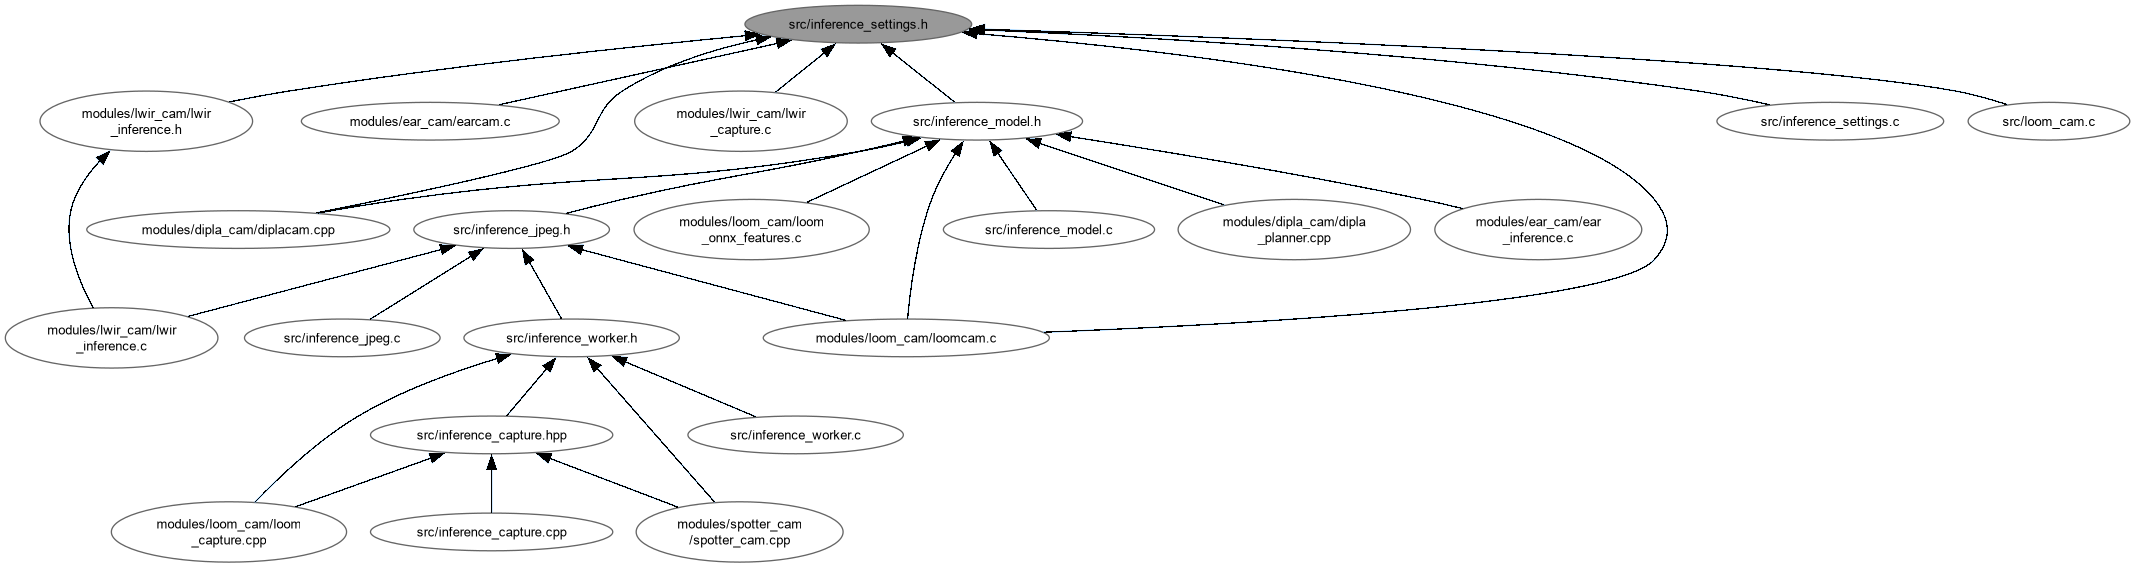 src/inference_settings.h
modules/lwir_cam/lwir
_inference.h
modules/ear_cam/earcam.c
modules/lwir_cam/lwir
_capture.c
src/inference_model.h
src/inference_settings.c
src/loom_cam.c
modules/dipla_cam/diplacam.cpp
src/inference_jpeg.h
modules/loom_cam/loom
_onnx_features.c
src/inference_model.c
modules/dipla_cam/dipla
_planner.cpp
modules/ear_cam/ear
_inference.c
modules/lwir_cam/lwir
_inference.c
src/inference_jpeg.c
src/inference_worker.h
modules/loom_cam/loomcam.c
src/inference_capture.hpp
src/inference_worker.c
modules/loom_cam/loom
_capture.cpp
src/inference_capture.cpp
modules/spotter_cam
/spotter_cam.cpp